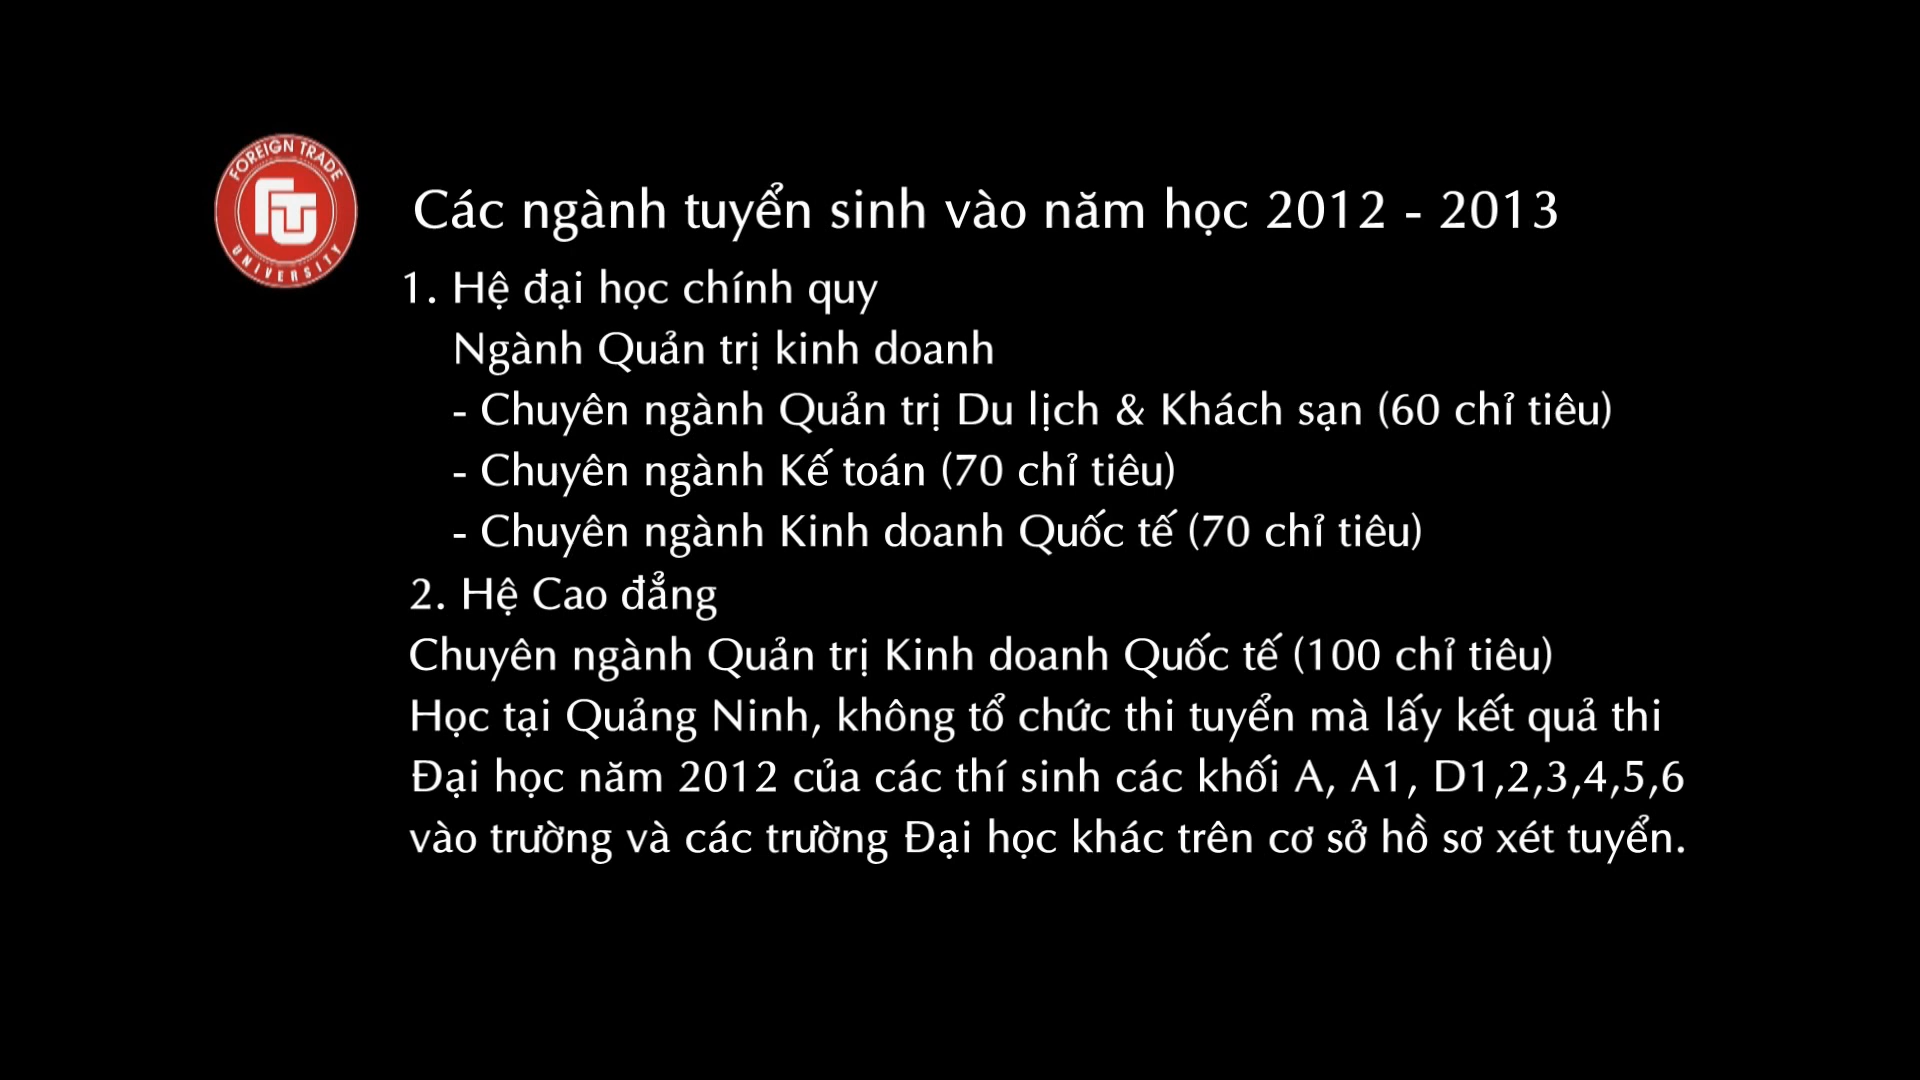 FOREIGN TRADE
FTU
UNIVERSITY
Các ngành tuyển sinh vào năm học 2012 - 2013
1. Hệ đại học chính quy
Ngành Quản trị kinh doanh
- Chuyên ngành Quản trị Du lịch & Khách sạn (60 chỉ tiêu)
- Chuyên ngành Kế toán (70 chỉ tiêu)
- Chuyên ngành Kinh doanh Quốc tế (70 chỉ tiêu)
2. Hệ Cao đẳng
Chuyên ngành Quản trị Kinh doanh Quốc tế (100 chỉ tiêu)
Học tại Quảng Ninh, không tổ chức thi tuyển mà lấy kết quả thi
Đại học năm 2012 của các thí sinh các khối A, A1, D1,2,3,4,5,6
vào trường và các trường Đại học khác trên cơ sở hồ sơ xét tuyển.